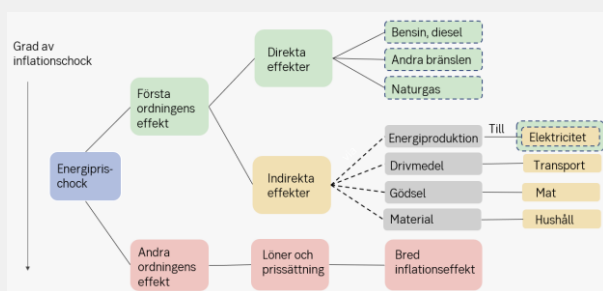 Grad av
inflationschock
Energipris-
chock
Första
ordningens
effekt
Direkta
effekter
Bensin, diesel
Andra bränslen
Naturgas
Indirekta
effekter
Energiproduktion
Till
Elektricitet
Drivmedel
Transport
Gödsel
Mat
Material
Hushåll
Andra
ordningens
effekt
Löner och
prissättning
Bred
inflationseffekt